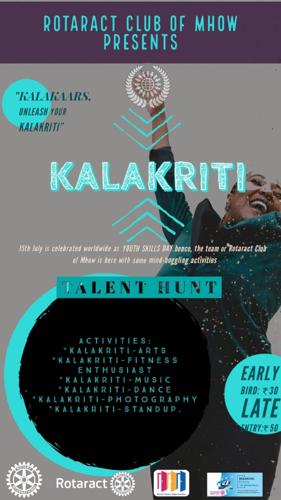 ROTARACT CLUB OF MHOW
PRESENTS
"KALAKAARS,
UNLEASH YOUR
KALAKRITI"
KALAKRITI
15th July is celebrated worldwide as YOUTH SKILLS DAY hence, the team of Rotaract Club
of Mhow is here with some mind-boggling activities
TALENT HUNT
ACTIVITIES:
*KALAKRITI-ARTS
*KALAKRITI-FITNESS
ENTHUSIAST
*KALAKRITI-MUSIC
*KALAKRITI-DANCE
*KALAKRITI-PHOTOGRAPHY
*KALAKRITI-STANDUP.
EARLY
BIRD: ₹ 30
LATE
ENTRY:₹ 50
Rotaract